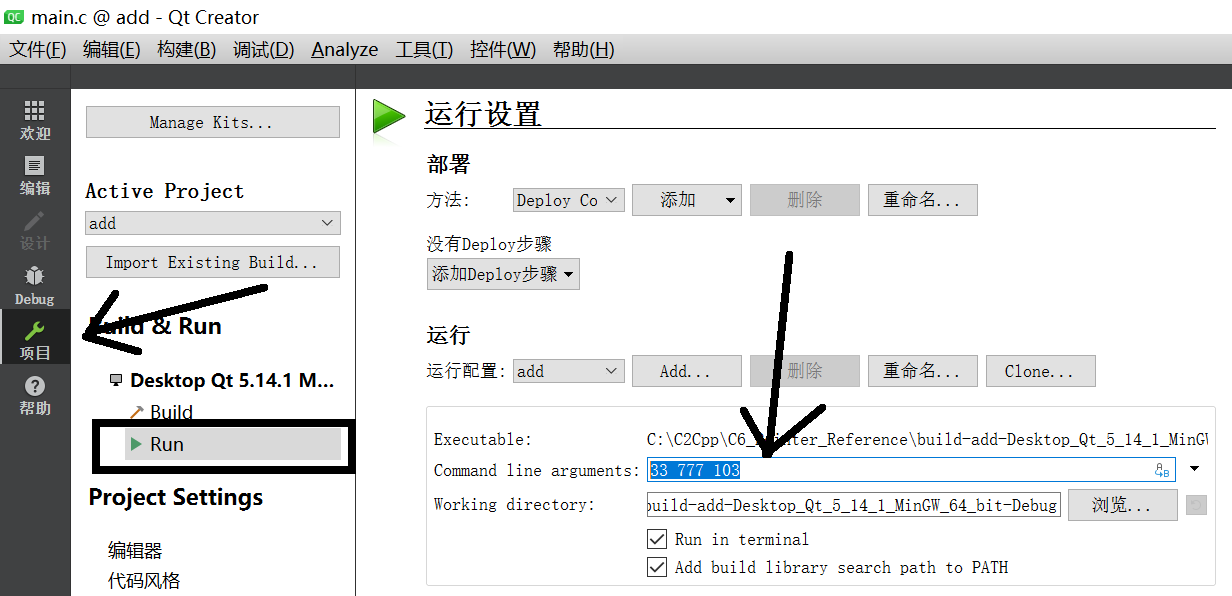 QC main.c @ add - Qt Creator
文件(F) 编辑(E) 构建(B) 调试(D) Analyze 工具(T) 控件(W) 帮助(H)
欢迎
编辑
设计
Debug
项目
帮助
Manage Kits...
Active Project
add
Import Existing Build...
Build & Run
Desktop Qt 5.14.1 M...
Build
Run
Project Settings
编辑器
代码风格
运行设置
部署
方法: Deploy Co 添加 删除 重命名...
没有Deploy步骤
添加Deploy步骤
运行
运行配置: add Add... 删除 重命名... Clone...
Executable: C:\C2Cpp\C6_Pointer_Reference\build-add-Desktop_Qt_5_14_1_MinGW
Command line arguments: 33 777 103
Working directory: build-add-Desktop_Qt_5_14_1_MinGW_64_bit-Debug 浏览...
Run in terminal
Add build library search path to PATH